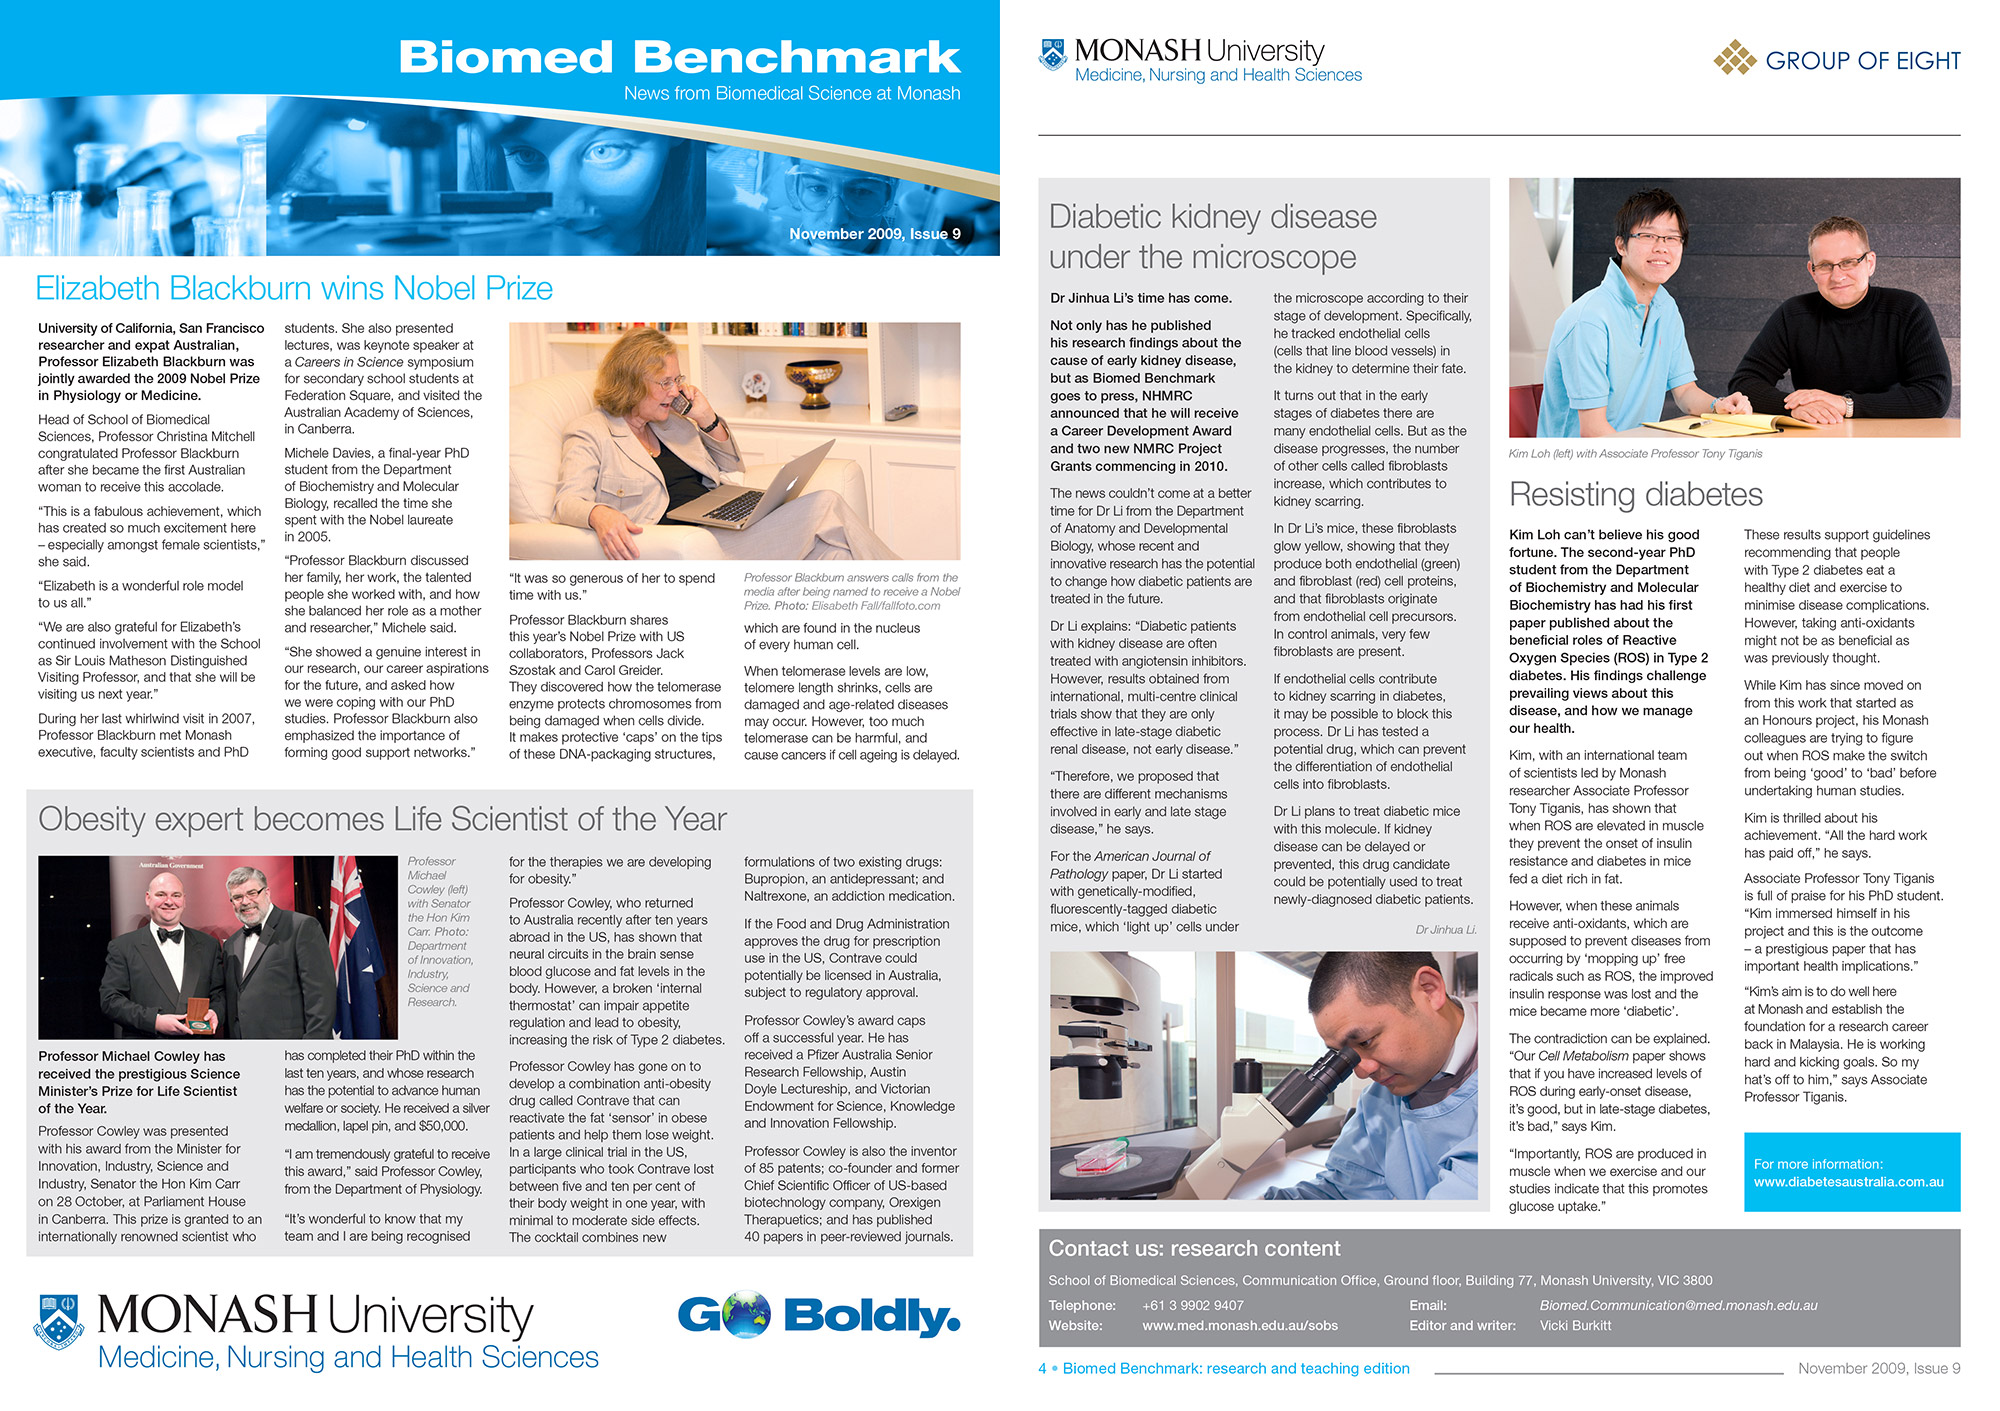 Biomed Benchmark
News from Biomedical Science at Monash
November 2009, Issue 9
Elizabeth Blackburn wins Nobel Prize
University of California, San Francisco
researcher and expat Australian,
Professor Elizabeth Blackburn was
jointly awarded the 2009 Nobel Prize
in Physiology or Medicine.
Head of School of Biomedical
Sciences, Professor Christina Mitchell
congratulated Professor Blackburn
after she became the first Australian
woman to receive this accolade.
“This is a fabulous achievement, which
has created so much excitement here
– especially amongst female scientists,”
she said.
“Elizabeth is a wonderful role model
to us all.”
“We are also grateful for Elizabeth’s
continued involvement with the School
as Sir Louis Matheson Distinguished
Visiting Professor, and that she will be
visiting us next year.”
During her last whirlwind visit in 2007,
Professor Blackburn met Monash
executive, faculty scientists and PhD
students. She also presented
lectures, was keynote speaker at
a Careers in Science symposium
for secondary school students at
Federation Square, and visited the
Australian Academy of Sciences,
in Canberra.
Michele Davies, a final-year PhD
student from the Department
of Biochemistry and Molecular
Biology, recalled the time she
spent with the Nobel laureate
in 2005.
“Professor Blackburn discussed
her family, her work, the talented
people she worked with, and how
she balanced her role as a mother
and researcher,” Michele said.
“She showed a genuine interest in
our research, our career aspirations
for the future, and asked how
we were coping with our PhD
studies. Professor Blackburn also
emphasized the importance of
forming good support networks.”
“It was so generous of her to spend
time with us.”
Professor Blackburn shares
this year’s Nobel Prize with US
collaborators, Professors Jack
Szostak and Carol Greider.
They discovered how the telomerase
enzyme protects chromosomes from
being damaged when cells divide.
It makes protective ‘caps’ on the tips
of these DNA-packaging structures,
Professor Blackburn answers calls from the
media after being named to receive a Nobel
Prize. Photo: Elisabeth Fall/fallfoto.com
which are found in the nucleus
of every human cell.
When telomerase levels are low,
telomere length shrinks, cells are
damaged and age-related diseases
may occur. However, too much
telomerase can be harmful, and
cause cancers if cell ageing is delayed.
Obesity expert becomes Life Scientist of the Year
Australian Government
Professor
Michael
Cowley (left)
with Senator
the Hon Kim
Carr. Photo:
Department
of Innovation,
Industry,
Science and
Research.
Professor Michael Cowley has
received the prestigious Science
Minister’s Prize for Life Scientist
of the Year.
Professor Cowley was presented
with his award from the Minister for
Innovation, Industry, Science and
Industry, Senator the Hon Kim Carr
on 28 October, at Parliament House
in Canberra. This prize is granted to an
internationally renowned scientist who
has completed their PhD within the
last ten years, and whose research
has the potential to advance human
welfare or society. He received a silver
medallion, lapel pin, and $50,000.
“I am tremendously grateful to receive
this award,” said Professor Cowley,
from the Department of Physiology.
“It’s wonderful to know that my
team and I are being recognised
for the therapies we are developing
for obesity.”
Professor Cowley, who returned
to Australia recently after ten years
abroad in the US, has shown that
neural circuits in the brain sense
blood glucose and fat levels in the
body. However, a broken ‘internal
thermostat’ can impair appetite
regulation and lead to obesity,
increasing the risk of Type 2 diabetes.
Professor Cowley has gone on to
develop a combination anti-obesity
drug called Contrave that can
reactivate the fat ‘sensor’ in obese
patients and help them lose weight.
In a large clinical trial in the US,
participants who took Contrave lost
between five and ten per cent of
their body weight in one year, with
minimal to moderate side effects.
The cocktail combines new
formulations of two existing drugs:
Bupropion, an antidepressant; and
Naltrexone, an addiction medication.
If the Food and Drug Administration
approves the drug for prescription
use in the US, Contrave could
potentially be licensed in Australia,
subject to regulatory approval.
Professor Cowley’s award caps
off a successful year. He has
received a Pfizer Australia Senior
Research Fellowship, Austin
Doyle Lectureship, and Victorian
Endowment for Science, Knowledge
and Innovation Fellowship.
Professor Cowley is also the inventor
of 85 patents; co-founder and former
Chief Scientific Officer of US-based
biotechnology company, Orexigen
Therapuetics; and has published
40 papers in peer-reviewed journals.
MONASH University
Medicine, Nursing and Health Sciences
GO Boldly.
MONASH University
Medicine, Nursing and Health Sciences
GROUP OF EIGHT
Diabetic kidney disease
under the microscope
Dr Jinhua Li’s time has come.
Not only has he published
his research findings about the
cause of early kidney disease,
but as Biomed Benchmark
goes to press, NHMRC
announced that he will receive
a Career Development Award
and two new NMRC Project
Grants commencing in 2010.
The news couldn’t come at a better
time for Dr Li from the Department
of Anatomy and Developmental
Biology, whose recent and
innovative research has the potential
to change how diabetic patients are
treated in the future.
Dr Li explains: “Diabetic patients
with kidney disease are often
treated with angiotensin inhibitors.
However, results obtained from
international, multi-centre clinical
trials show that they are only
effective in late-stage diabetic
renal disease, not early disease.”
“Therefore, we proposed that
there are different mechanisms
involved in early and late stage
disease,” he says.
For the American Journal of
Pathology paper, Dr Li started
with genetically-modified,
fluorescently-tagged diabetic
mice, which ‘light up’ cells under
the microscope according to their
stage of development. Specifically,
he tracked endothelial cells
(cells that line blood vessels) in
the kidney to determine their fate.
It turns out that in the early
stages of diabetes there are
many endothelial cells. But as the
disease progresses, the number
of other cells called fibroblasts
increase, which contributes to
kidney scarring.
In Dr Li’s mice, these fibroblasts
glow yellow, showing that they
produce both endothelial (green)
and fibroblast (red) cell proteins,
and that fibroblasts originate
from endothelial cell precursors.
In control animals, very few
fibroblasts are present.
If endothelial cells contribute
to kidney scarring in diabetes,
it may be possible to block this
process. Dr Li has tested a
potential drug, which can prevent
the differentiation of endothelial
cells into fibroblasts.
Dr Li plans to treat diabetic mice
with this molecule. If kidney
disease can be delayed or
prevented, this drug candidate
could be potentially used to treat
newly-diagnosed diabetic patients.
Dr Jinhua Li.
Kim Loh (left) with Associate Professor Tony Tiganis
Resisting diabetes
Kim Loh can’t believe his good
fortune. The second-year PhD
student from the Department
of Biochemistry and Molecular
Biochemistry has had his first
paper published about the
beneficial roles of Reactive
Oxygen Species (ROS) in Type 2
diabetes. His findings challenge
prevailing views about this
disease, and how we manage
our health.
Kim, with an international team
of scientists led by Monash
researcher Associate Professor
Tony Tiganis, has shown that
when ROS are elevated in muscle
they prevent the onset of insulin
resistance and diabetes in mice
fed a diet rich in fat.
However, when these animals
receive anti-oxidants, which are
supposed to prevent diseases from
occurring by ‘mopping up’ free
radicals such as ROS, the improved
insulin response was lost and the
mice became more ‘diabetic’.
The contradiction can be explained.
“Our Cell Metabolism paper shows
that if you have increased levels of
ROS during early-onset disease,
it’s good, but in late-stage diabetes,
it’s bad,” says Kim.
“Importantly, ROS are produced in
muscle when we exercise and our
studies indicate that this promotes
glucose uptake.”
These results support guidelines
recommending that people
with Type 2 diabetes eat a
healthy diet and exercise to
minimise disease complications.
However, taking anti-oxidants
might not be as beneficial as
was previously thought.
While Kim has since moved on
from this work that started as
an Honours project, his Monash
colleagues are trying to figure
out when ROS make the switch
from being ‘good’ to ‘bad’ before
undertaking human studies.
Kim is thrilled about his
achievement. “All the hard work
has paid off,” he says.
Associate Professor Tony Tiganis
is full of praise for his PhD student.
“Kim immersed himself in his
project and this is the outcome
– a prestigious paper that has
important health implications.”
“Kim’s aim is to do well here
at Monash and establish the
foundation for a research career
back in Malaysia. He is working
hard and kicking goals. So my
hat’s off to him,” says Associate
Professor Tiganis.
For more information:
www.diabetesaustralia.com.au
Contact us: research content
School of Biomedical Sciences, Communication Office, Ground floor, Building 77, Monash University, VIC 3800
Telephone: +61 3 9902 9407 Email: Biomed.Communication@med.monash.edu.au
Website: www.med.monash.edu.au/sobs Editor and writer: Vicki Burkitt
4 • Biomed Benchmark: research and teaching edition November 2009, Issue 9